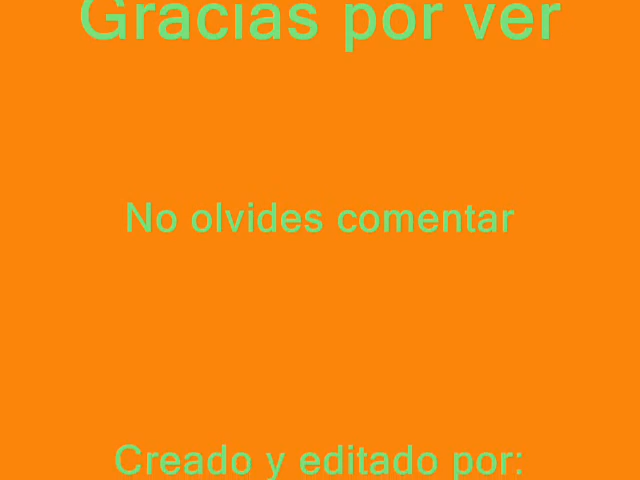 Gracias por ver
No olvides comentar
Creado y editado por: